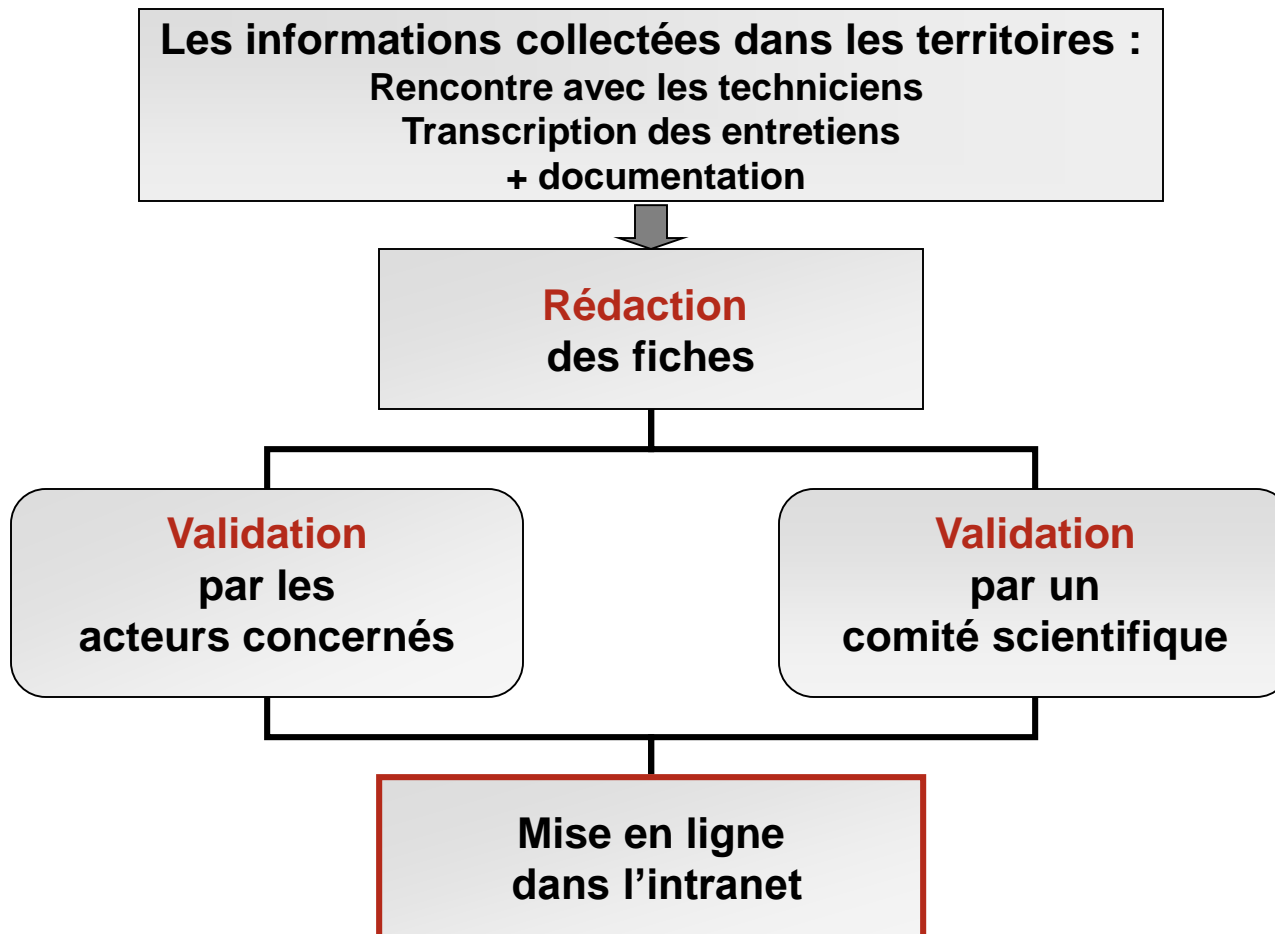 Les informations collectées dans les territoires :
Rencontre avec les techniciens
Transcription des entretiens
+ documentation
Rédaction
des fiches
Validation
par les
acteurs concernés
Validation
par un
comité scientifique
Mise en ligne
dans l’intranet